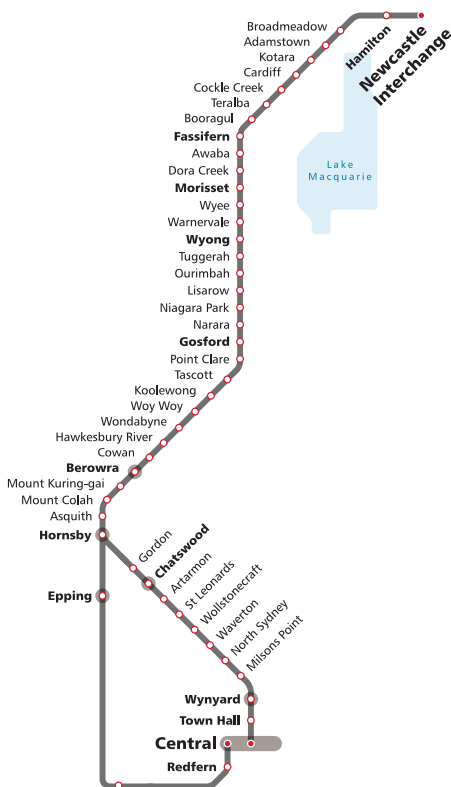 Broadmeadow
Adamstown
Kotara
Cardiff
Cockle Creek
Teralba
Booragul
Hamilton
Newcastle
Interchange
Fassifern
Awaba
Dora Creek
Morisset
Wyee
Warnervale
Wyong
Tuggerah
Ourimbah
Lisarow
Niagara Park
Narara
Gosford
Point Clare
Tascott
Koolewong
Woy Woy
Wondabyne
Hawkesbury River
Cowan
Berowra
Mount Kuring-gai
Mount Colah
Asquith
Hornsby
Epping
Lake
Macquarie
Gordon
Chatswood
Artarmon
St Leonards
Wollstonecraft
Waverton
North Sydney
Milsons Point
Wynyard
Town Hall
Central
Redfern